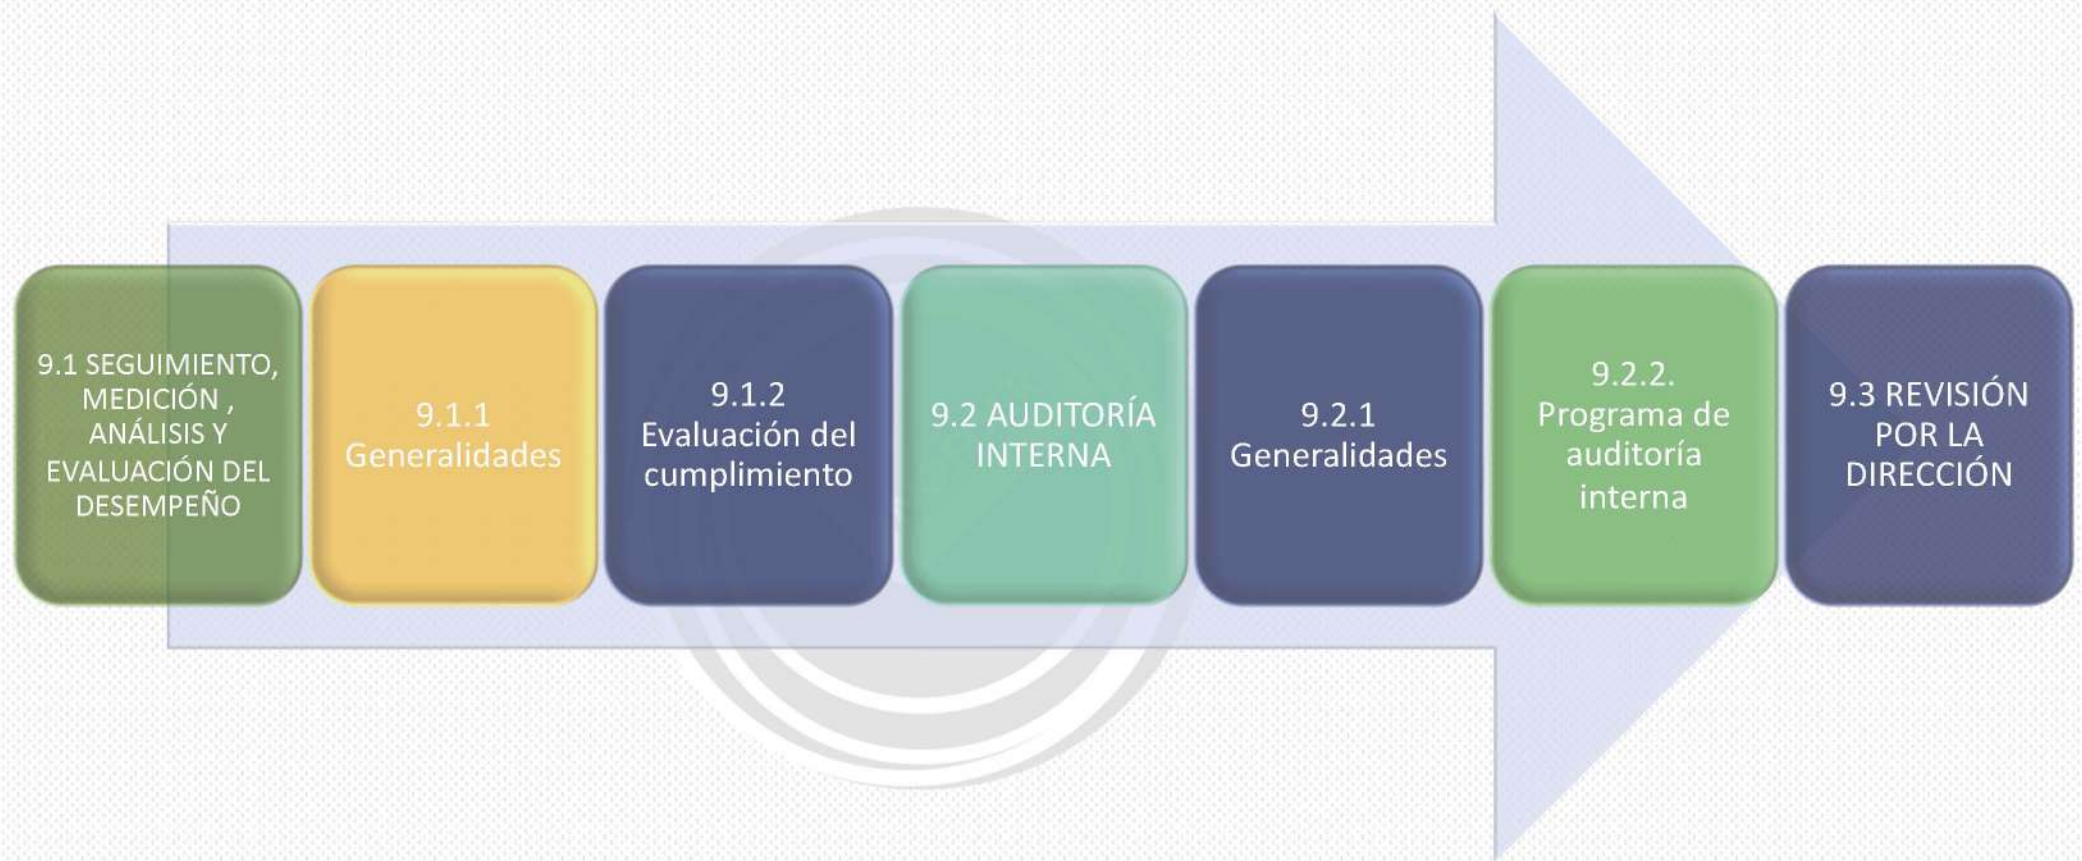 9.1 SEGUIMIENTO,
MEDICIÓN ,
ANÁLISIS Y
EVALUACIÓN DEL
DESEMPEÑO
9.1.1
Generalidades
9.1.2
Evaluación del
cumplimiento
9.2 AUDITORÍA
INTERNA
9.2.1
Generalidades
9.2.2.
Programa de
auditoría
interna
9.3 REVISIÓN
POR LA
DIRECCIÓN